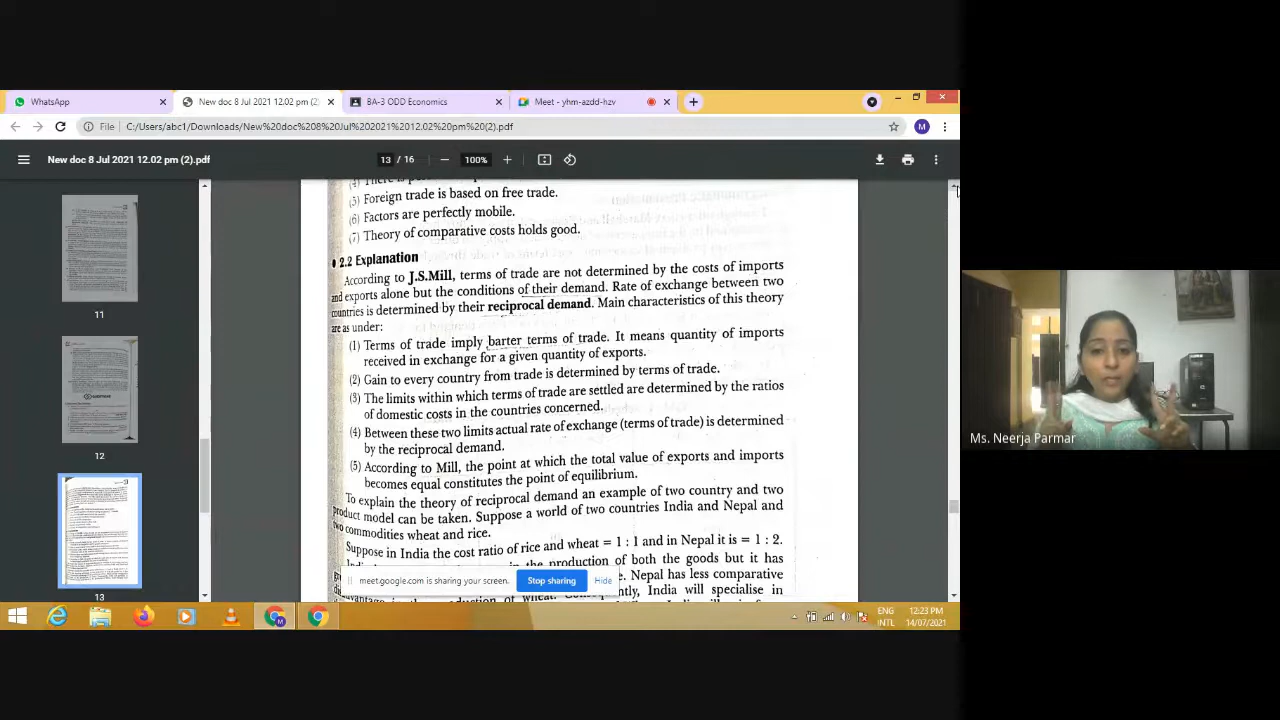 WhatsApp
New doc 8 Jul 2021 12.02 pm (2).
BA-3 ODD Economics
Meet - yhm-azdd-hzv
File
C:/Users/abc1/Downloads/New%20doc%208%20Jul%202021%2012.02%20pm%20(2).pdf
M
New doc 8 Jul 2021 12.02 pm (2).pdf
13 / 16
100%
11
12
13
(5) Foreign trade is based on free trade.
(6) Factors are perfectly mobile.
(7) Theory of comparative costs holds good.
• 2.2 Explanation
According to J.S.Mill, terms of trade are not determined by the costs of imports
and exports alone but the conditions of their demand. Rate of exchange between two
countries is determined by their reciprocal demand. Main characteristics of this theory
are as under:
(1) Terms of trade imply barter terms of trade. It means quantity of imports
received in exchange for a given quantity of exports.
(2) Gain to every country from trade is determined by terms of trade.
(3) The limits within which terms of trade are settled are determined by the ratios
of domestic costs in the countries concerned.
(4) Between these two limits actual rate of exchange (terms of trade) is determined
by the reciprocal demand.
(5) According to Mill, the point at which the total value of exports and imports
becomes equal constitutes the point of equilibrium.
To explain the theory of reciprocal demand an example of two country and two
product model can be taken. Suppose a world of two countries India and Nepal and
two commodities wheat and rice.
Suppose in India the cost ratio of rice and wheat = 1 : 1 and in Nepal it is = 1 : 2.
in the production of both the goods but it has
Nepal has less comparative
India will specialise in
meet.google.com is sharing your screen.
Stop sharing
Hide
Ms. Neerja Parmar
ENG
INTL
12:23 PM
14/07/2021